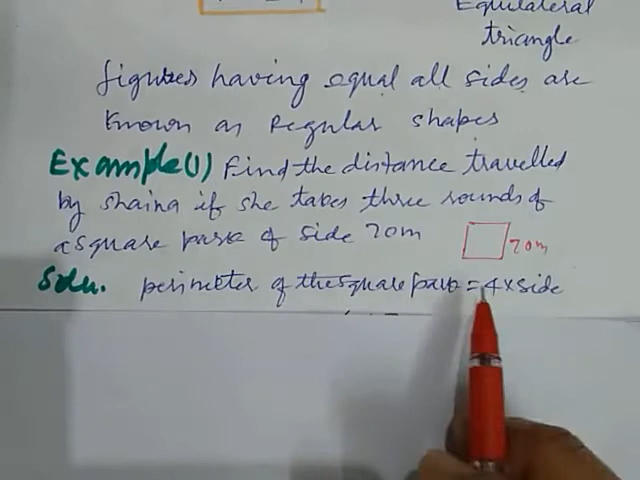 Equilateral
triangle
figures having equal all sides are
known as Regular shapes
Example(1) Find the distance travelled
by shaina if she takes three rounds of
a square park of side 70m
70m
Soln. perimeter of the square park = 4 x side